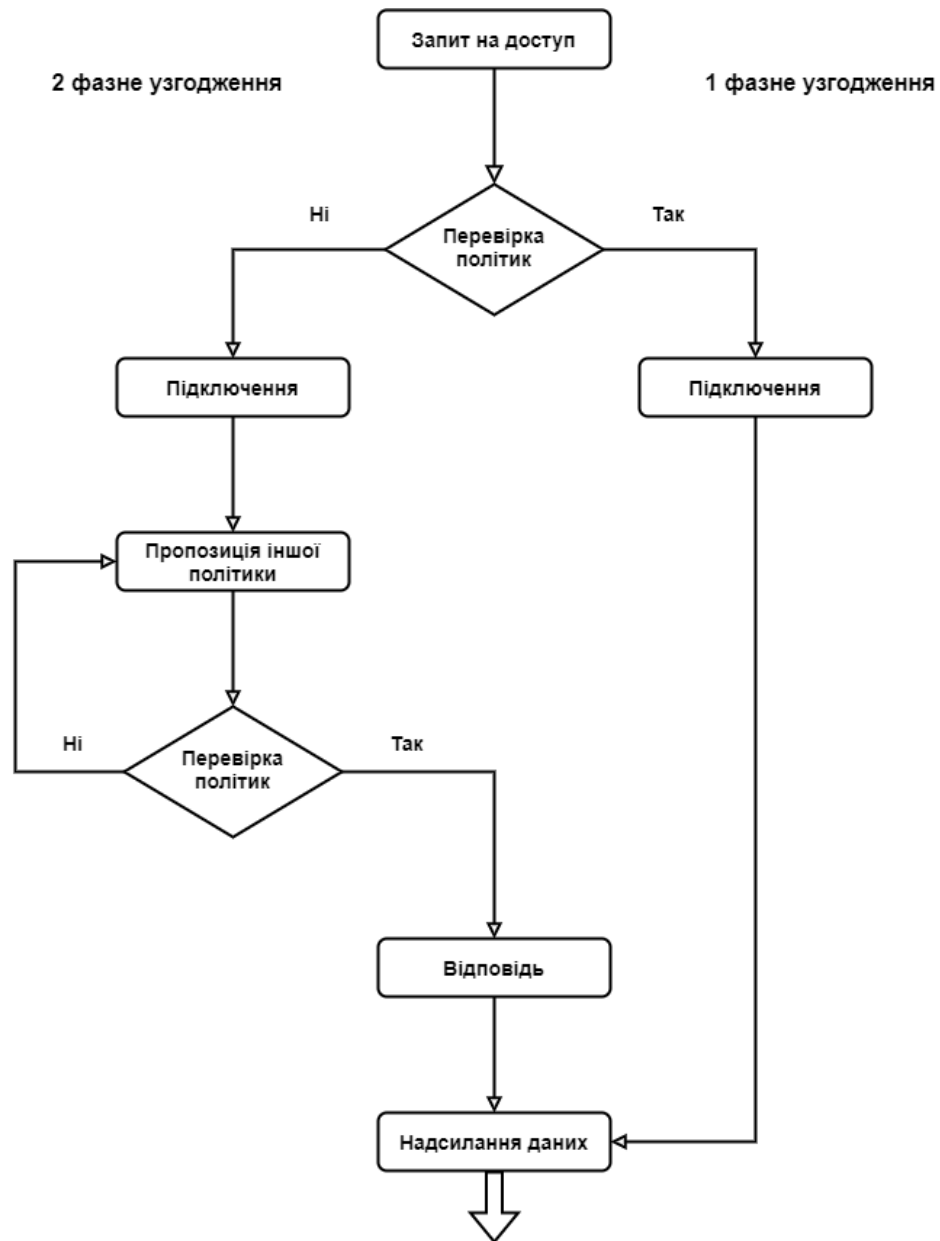 Запит на доступ
2 фазне узгодження
1 фазне узгодження
Ні
Так
Перевірка
політик
Підключення
Підключення
Пропозиція іншої
політики
Ні
Так
Перевірка
політик
Відповідь
Надсилання даних